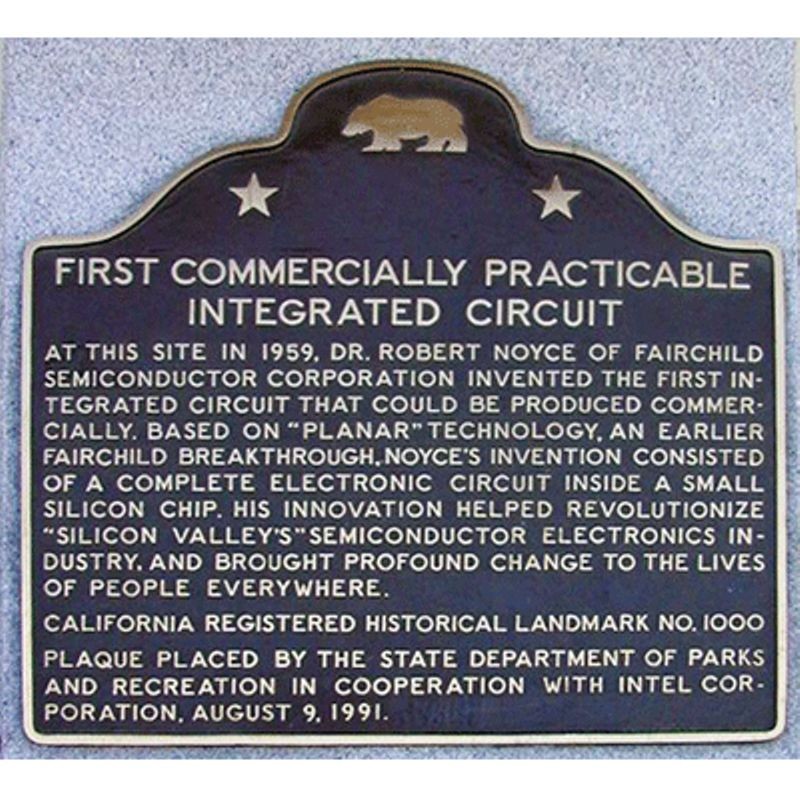 FIRST COMMERCIALLY PRACTICABLE
INTEGRATED CIRCUIT
AT THIS SITE IN 1959, DR. ROBERT NOYCE OF FAIRCHILD
SEMICONDUCTOR CORPORATION INVENTED THE FIRST IN-
TEGRATED CIRCUIT THAT COULD BE PRODUCED COMMER-
CIALLY. BASED ON "PLANAR" TECHNOLOGY, AN EARLIER
FAIRCHILD BREAKTHROUGH, NOYCE'S INVENTION CONSISTED
OF A COMPLETE ELECTRONIC CIRCUIT INSIDE A SMALL
SILICON CHIP. HIS INNOVATION HELPED REVOLUTIONIZE
"SILICON VALLEY'S" SEMICONDUCTOR ELECTRONICS IN-
DUSTRY, AND BROUGHT PROFOUND CHANGE TO THE LIVES
OF PEOPLE EVERYWHERE.
CALIFORNIA REGISTERED HISTORICAL LANDMARK NO. 1000
PLAQUE PLACED BY THE STATE DEPARTMENT OF PARKS
AND RECREATION IN COOPERATION WITH INTEL COR-
PORATION, AUGUST 9, 1991.